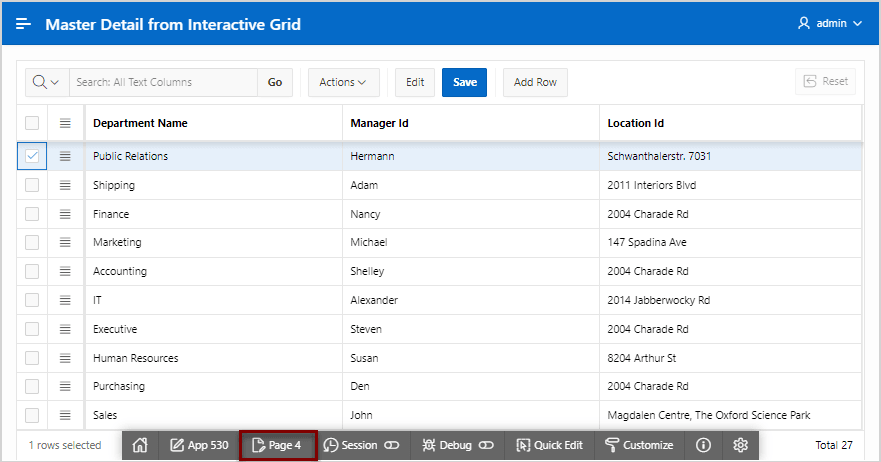 Master Detail from Interactive Grid admin
Search: All Text Columns Go Actions Edit Save Add Row Reset
Department Name Manager Id Location Id
Public Relations Hermann Schwanthalerstr. 7031
Shipping Adam 2011 Interiors Blvd
Finance Nancy 2004 Charade Rd
Marketing Michael 147 Spadina Ave
Accounting Shelley 2004 Charade Rd
IT Alexander 2014 Jabberwocky Rd
Executive Steven 2004 Charade Rd
Human Resources Susan 8204 Arthur St
Purchasing Den 2004 Charade Rd
Sales John Magdalen Centre, The Oxford Science Park
1 rows selected App 530 Page 4 Session Debug Quick Edit Customize Total 27